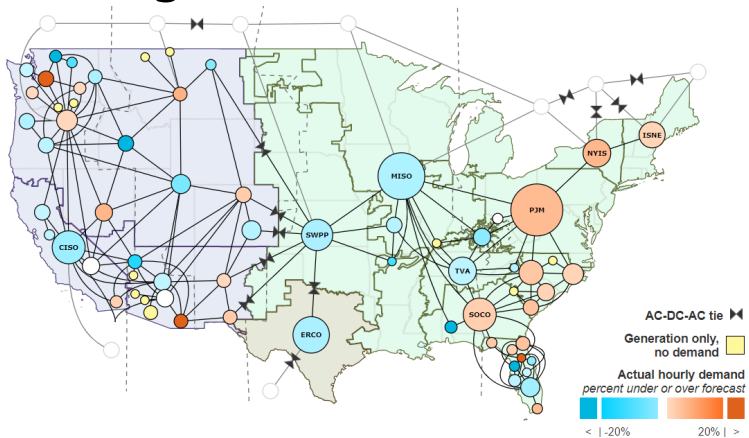 MISO
ISNE
NYIS
PJM
SWPP
CISO
TVA
SOCO
ERCO
AC-DC-AC tie
Generation only,
no demand
Actual hourly demand
percent under or over forecast
< | -20% 20% | >